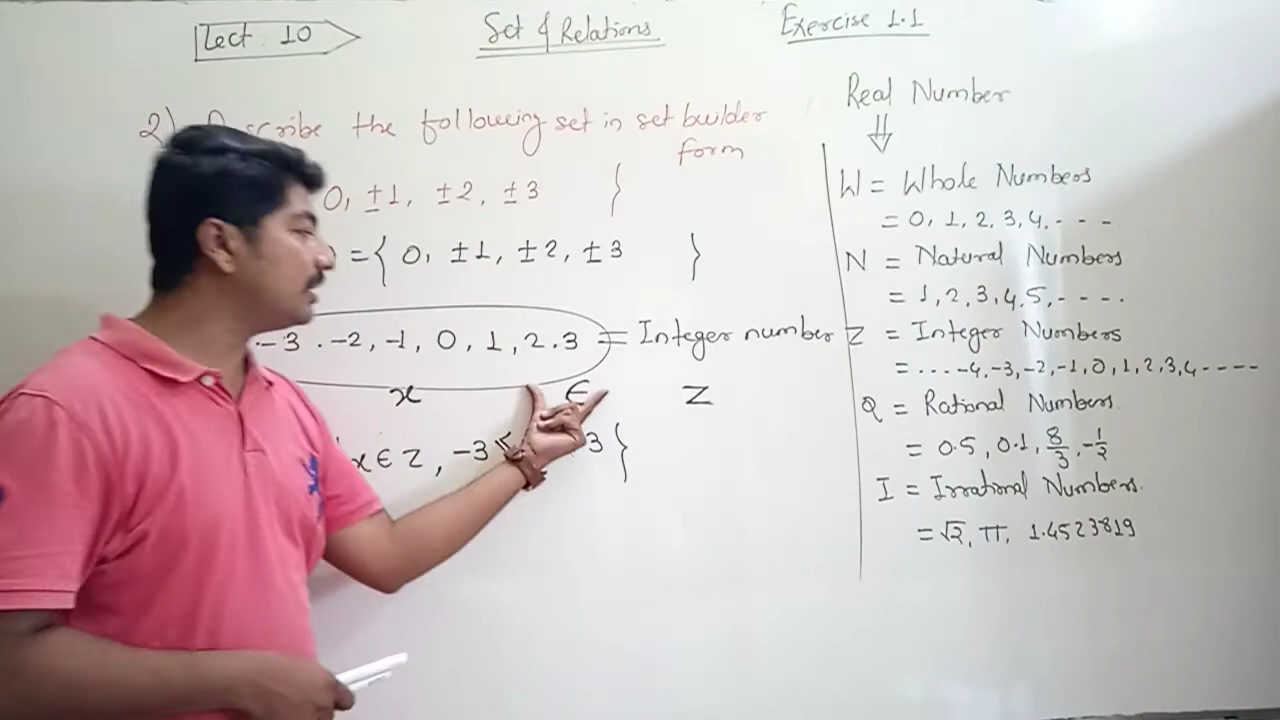 Lect 10
Set & Relations
Exercise 1.1
2) the following set in set builder
form
0, ±1, ±2, ±3 }
={ 0, ±1, ±2, ±3 }
-3 . -2, -1, 0, 1, 2. 3 = Integer number
x ∈ Z
x ∈ Z, -3 ≤ 3 }
Real Number
⇓
W = Whole Numbers
= 0, 1, 2, 3, 4, - - -
N = Natural Numbers
= 1, 2, 3, 4, 5, - - - -
Z = Integer Numbers
= .... -4, -3, -2, -1, 0, 1, 2, 3, 4 - - - -
Q = Rational Numbers
= 0.5, 0.1, 8/3, -1/2
I = Irrational Numbers.
= √2, π, 1.4523819